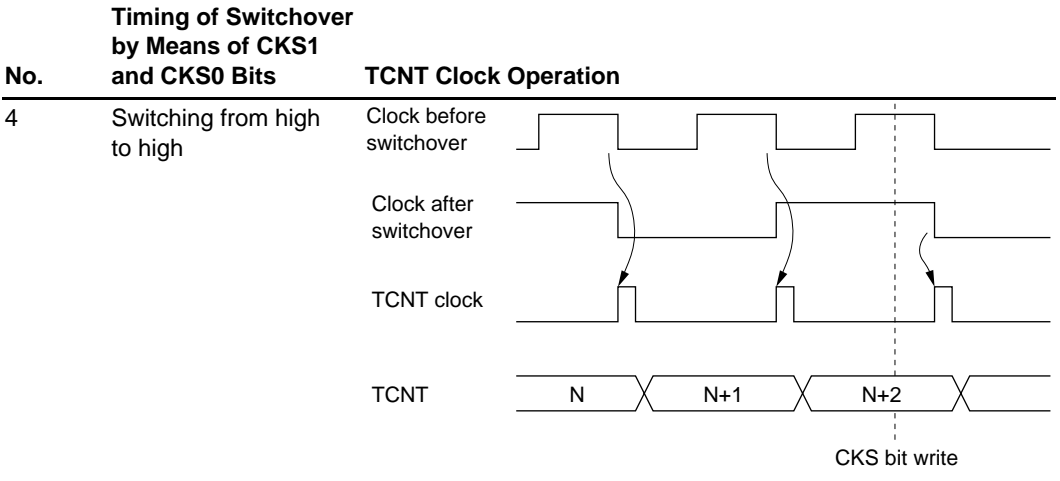 Timing of Switchover
by Means of CKS1
No. and CKS0 Bits TCNT Clock Operation
4 Switching from high to high
Clock before
switchover
Clock after
switchover
TCNT clock
TCNT N N+1 N+2
CKS bit write